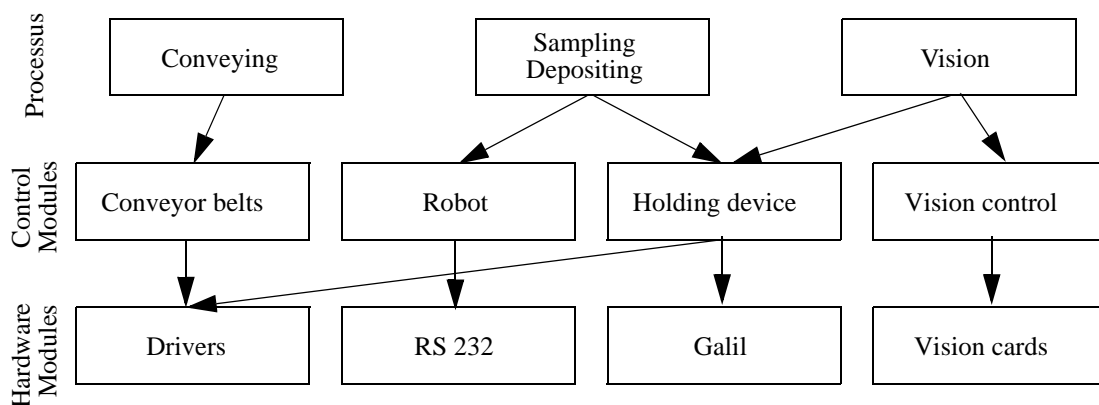 Processus
Conveying
Sampling
Depositing
Vision
Control
Modules
Conveyor belts
Robot
Holding device
Vision control
Hardware
Modules
Drivers
RS 232
Galil
Vision cards